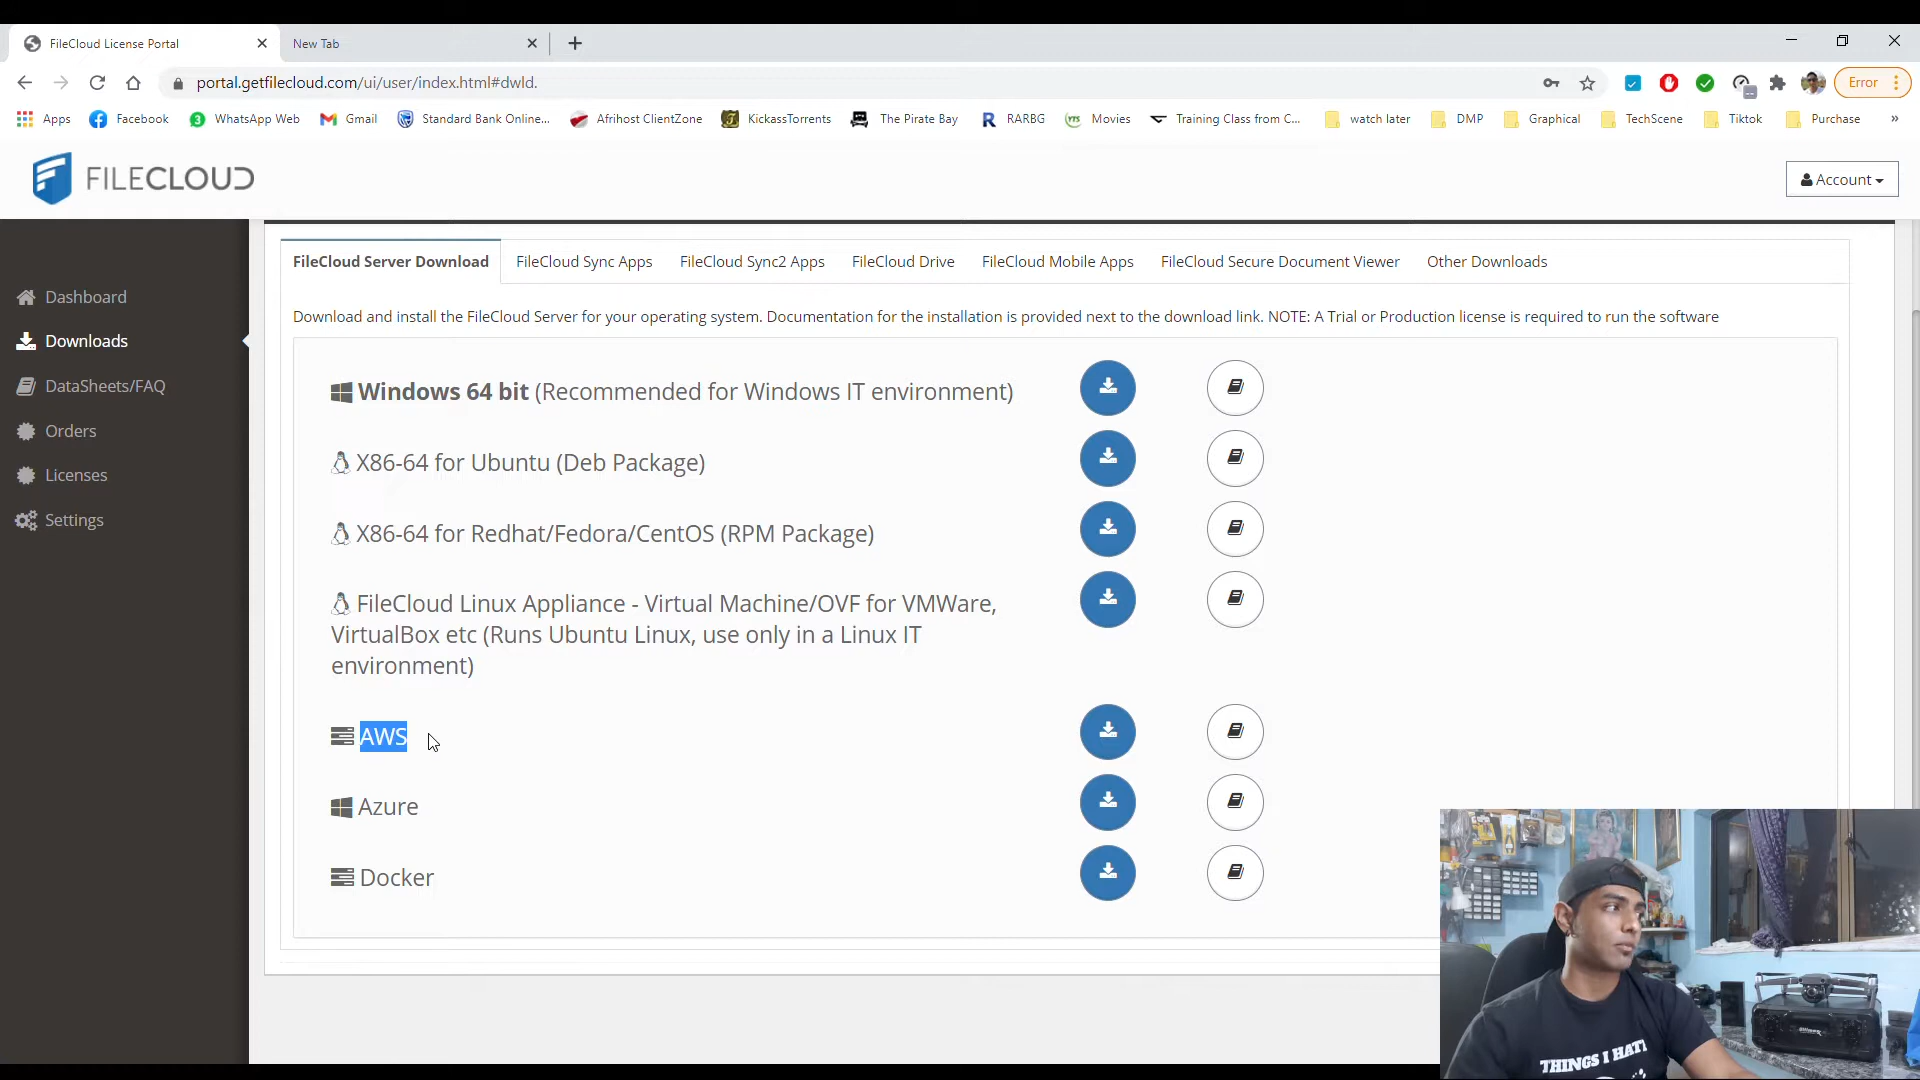 FileCloud License Portal
New Tab
portal.getfilecloud.com/ui/user/index.html#dwld.
Error
Apps
Facebook
WhatsApp Web
Gmail
Standard Bank Online...
Afrihost ClientZone
KickassTorrents
The Pirate Bay
RARBG
Movies
Training Class from C...
watch later
DMP
Graphical
TechScene
Tiktok
Purchase
»
FILECLOUD
Account
Dashboard
Downloads
DataSheets/FAQ
Orders
Licenses
Settings
FileCloud Server Download
FileCloud Sync Apps
FileCloud Sync2 Apps
FileCloud Drive
FileCloud Mobile Apps
FileCloud Secure Document Viewer
Other Downloads
Download and install the FileCloud Server for your operating system. Documentation for the installation is provided next to the download link. NOTE: A Trial or Production license is required to run the software
Windows 64 bit (Recommended for Windows IT environment)
X86-64 for Ubuntu (Deb Package)
X86-64 for Redhat/Fedora/CentOS (RPM Package)
FileCloud Linux Appliance - Virtual Machine/OVF for VMWare,
VirtualBox etc (Runs Ubuntu Linux, use only in a Linux IT
environment)
AWS
Azure
Docker
THINGS I HATE